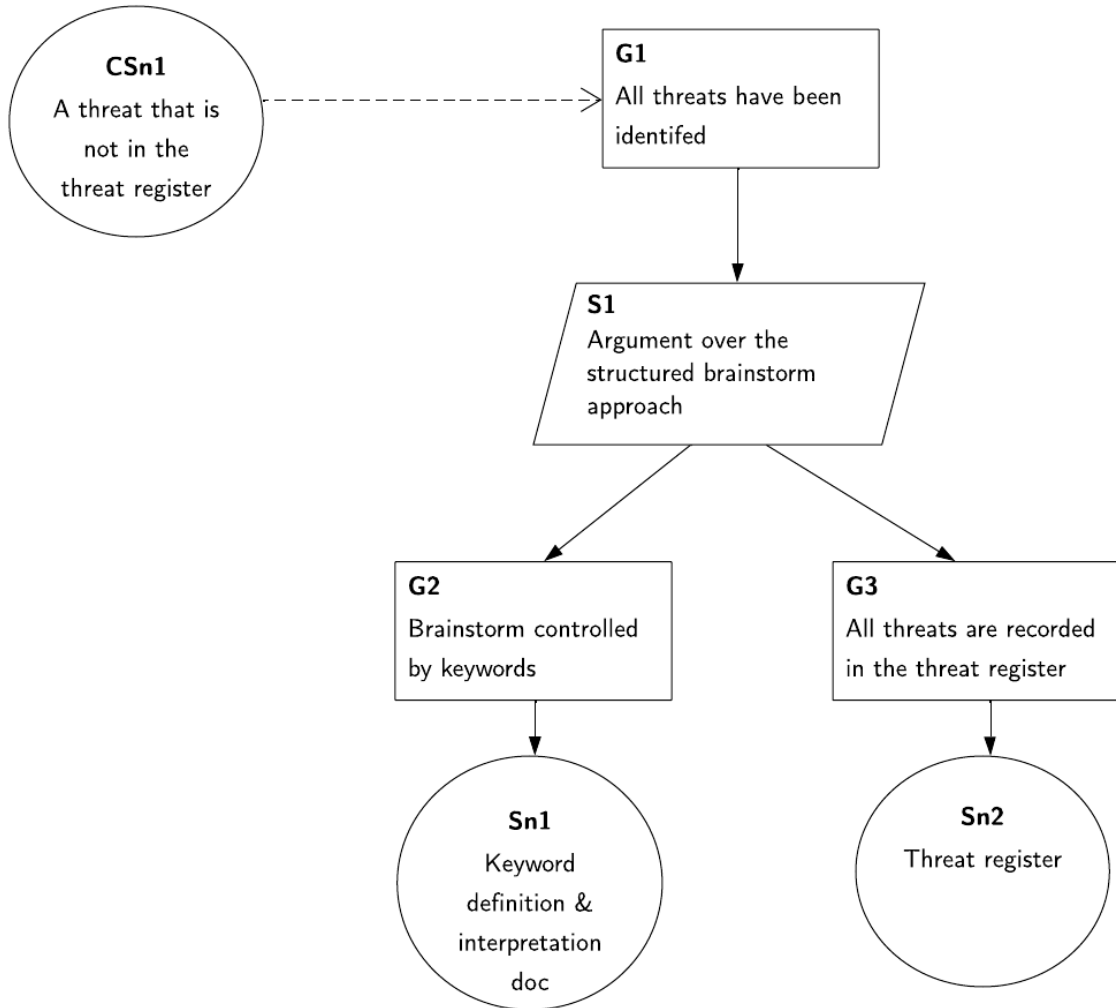 CSn1
A threat that is
not in the
threat register
G1
All threats have been
identifed
S1
Argument over the
structured brainstorm
approach
G2
Brainstorm controlled
by keywords
G3
All threats are recorded
in the threat register
Sn1
Keyword
definition &
interpretation
doc
Sn2
Threat register